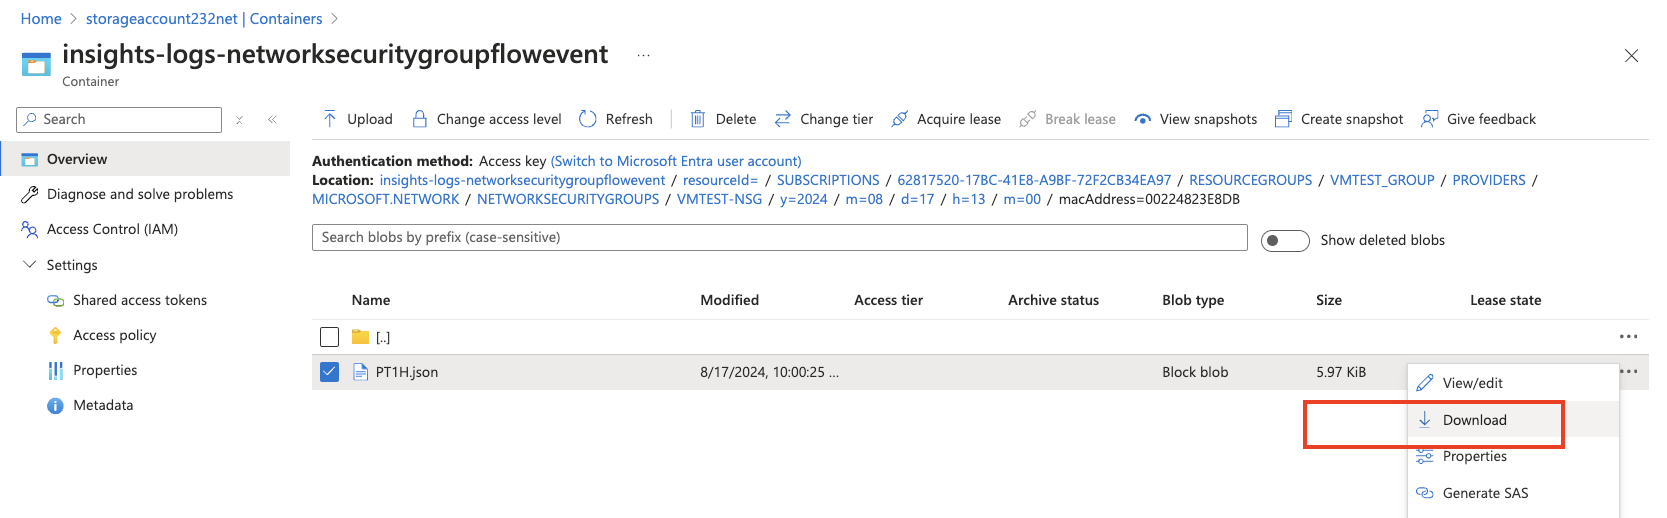 Home > storageaccount232net | Containers >
insights-logs-networksecuritygroupflowevent ...
Container
Search
Upload Change access level Refresh Delete Change tier Acquire lease Break lease View snapshots Create snapshot Give feedback
Overview
Diagnose and solve problems
Access Control (IAM)
Settings
Shared access tokens
Access policy
Properties
Metadata
Authentication method: Access key (Switch to Microsoft Entra user account)
Location: insights-logs-networksecuritygroupflowevent / resourceId= / SUBSCRIPTIONS / 62817520-17BC-41E8-A9BF-72F2CB34EA97 / RESOURCEGROUPS / VMTEST_GROUP / PROVIDERS /
MICROSOFT.NETWORK / NETWORKSECURITYGROUPS / VMTEST-NSG / y=2024 / m=08 / d=17 / h=13 / m=00 / macAddress=00224823E8DB
Search blobs by prefix (case-sensitive)
Show deleted blobs
Name Modified Access tier Archive status Blob type Size Lease state
[..]
PT1H.json 8/17/2024, 10:00:25 ... Block blob 5.97 KiB
View/edit
Download
Properties
Generate SAS